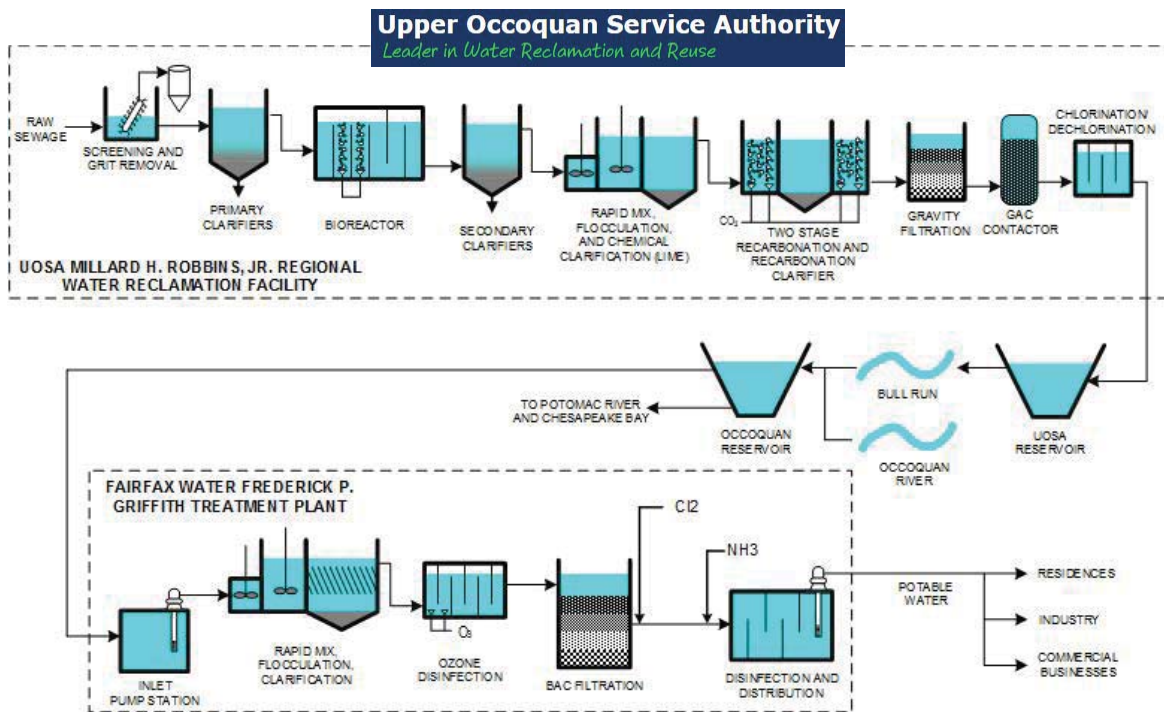 Upper Occoquan Service Authority
Leader in Water Reclamation and Reuse
RAW
SEWAGE
SCREENING AND
GRIT REMOVAL
PRIMARY
CLARIFIERS
BIOREACTOR
SECONDARY
CLARIFIERS
RAPID MIX,
FLOCCULATION,
AND CHEMICAL
CLARIFICATION (LIME)
CO₂
TWO STAGE
RECARBONATION AND
RECARBONATION
CLARIFIER
GRAVITY
FILTRATION
GAC
CONTACTOR
CHLORINATION/
DECHLORINATION
UOSA MILLARD H. ROBBINS, JR. REGIONAL
WATER RECLAMATION FACILITY
TO POTOMAC RIVER
AND CHESAPEAKE BAY
OCCOQUAN
RESERVOIR
BULL RUN
OCCOQUAN
RIVER
UOSA
RESERVOIR
FAIRFAX WATER FREDERICK P.
GRIFFITH TREATMENT PLANT
INLET
PUMP STATION
RAPID MIX,
FLOCCULATION,
CLARIFICATION
O₃
OZONE
DISINFECTION
BAC FILTRATION
Cl2
NH3
DISINFECTION AND
DISTRIBUTION
POTABLE
WATER
RESIDENCES
INDUSTRY
COMMERCIAL
BUSINESSES